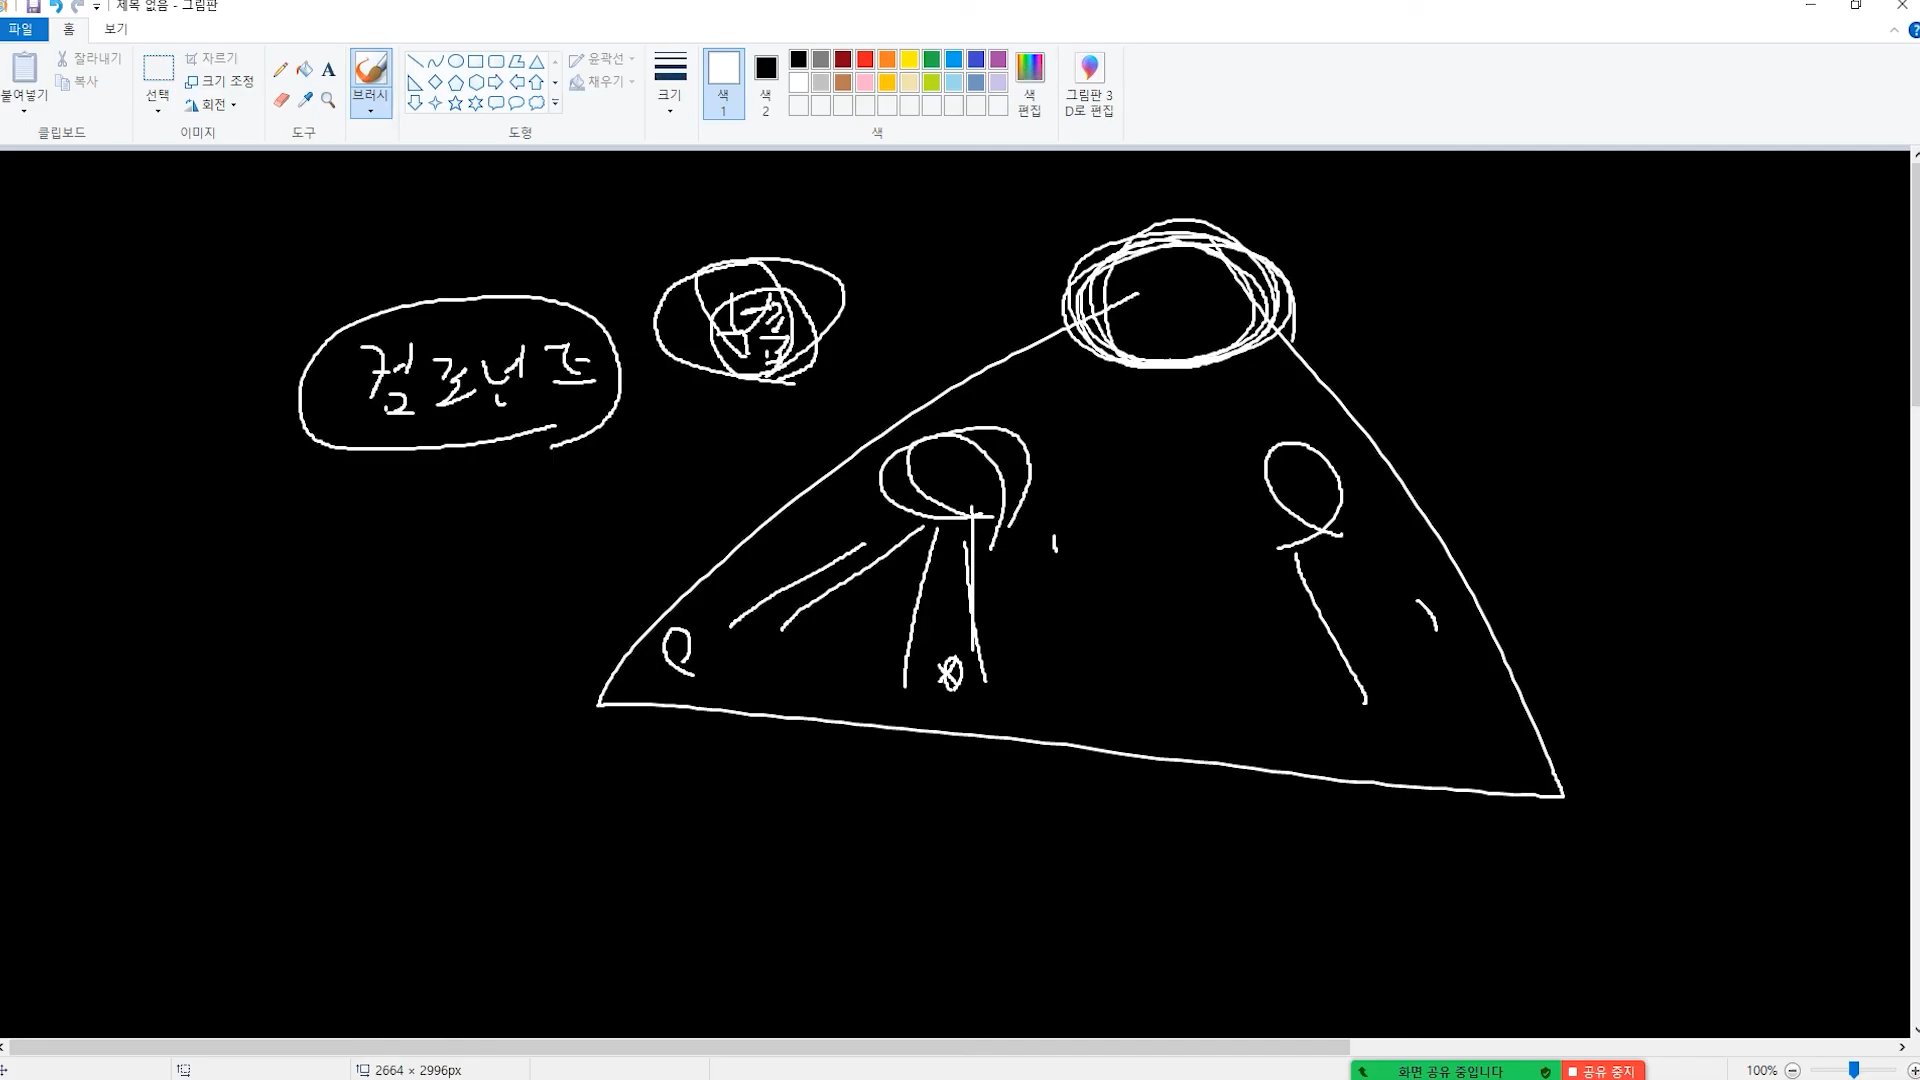 제목 없음 - 그림판
파일 홈 보기
붙여넣기
잘라내기
복사
클립보드
선택
자르기
크기 조정
회전
이미지
A
도구
브러시
윤곽선
채우기
도형
크기
색
1
색
2
색
편집
색
그림판 3
D로 편집
컴포넌트
2664 × 2996px
화면 공유 중입니다
공유 중지
100%